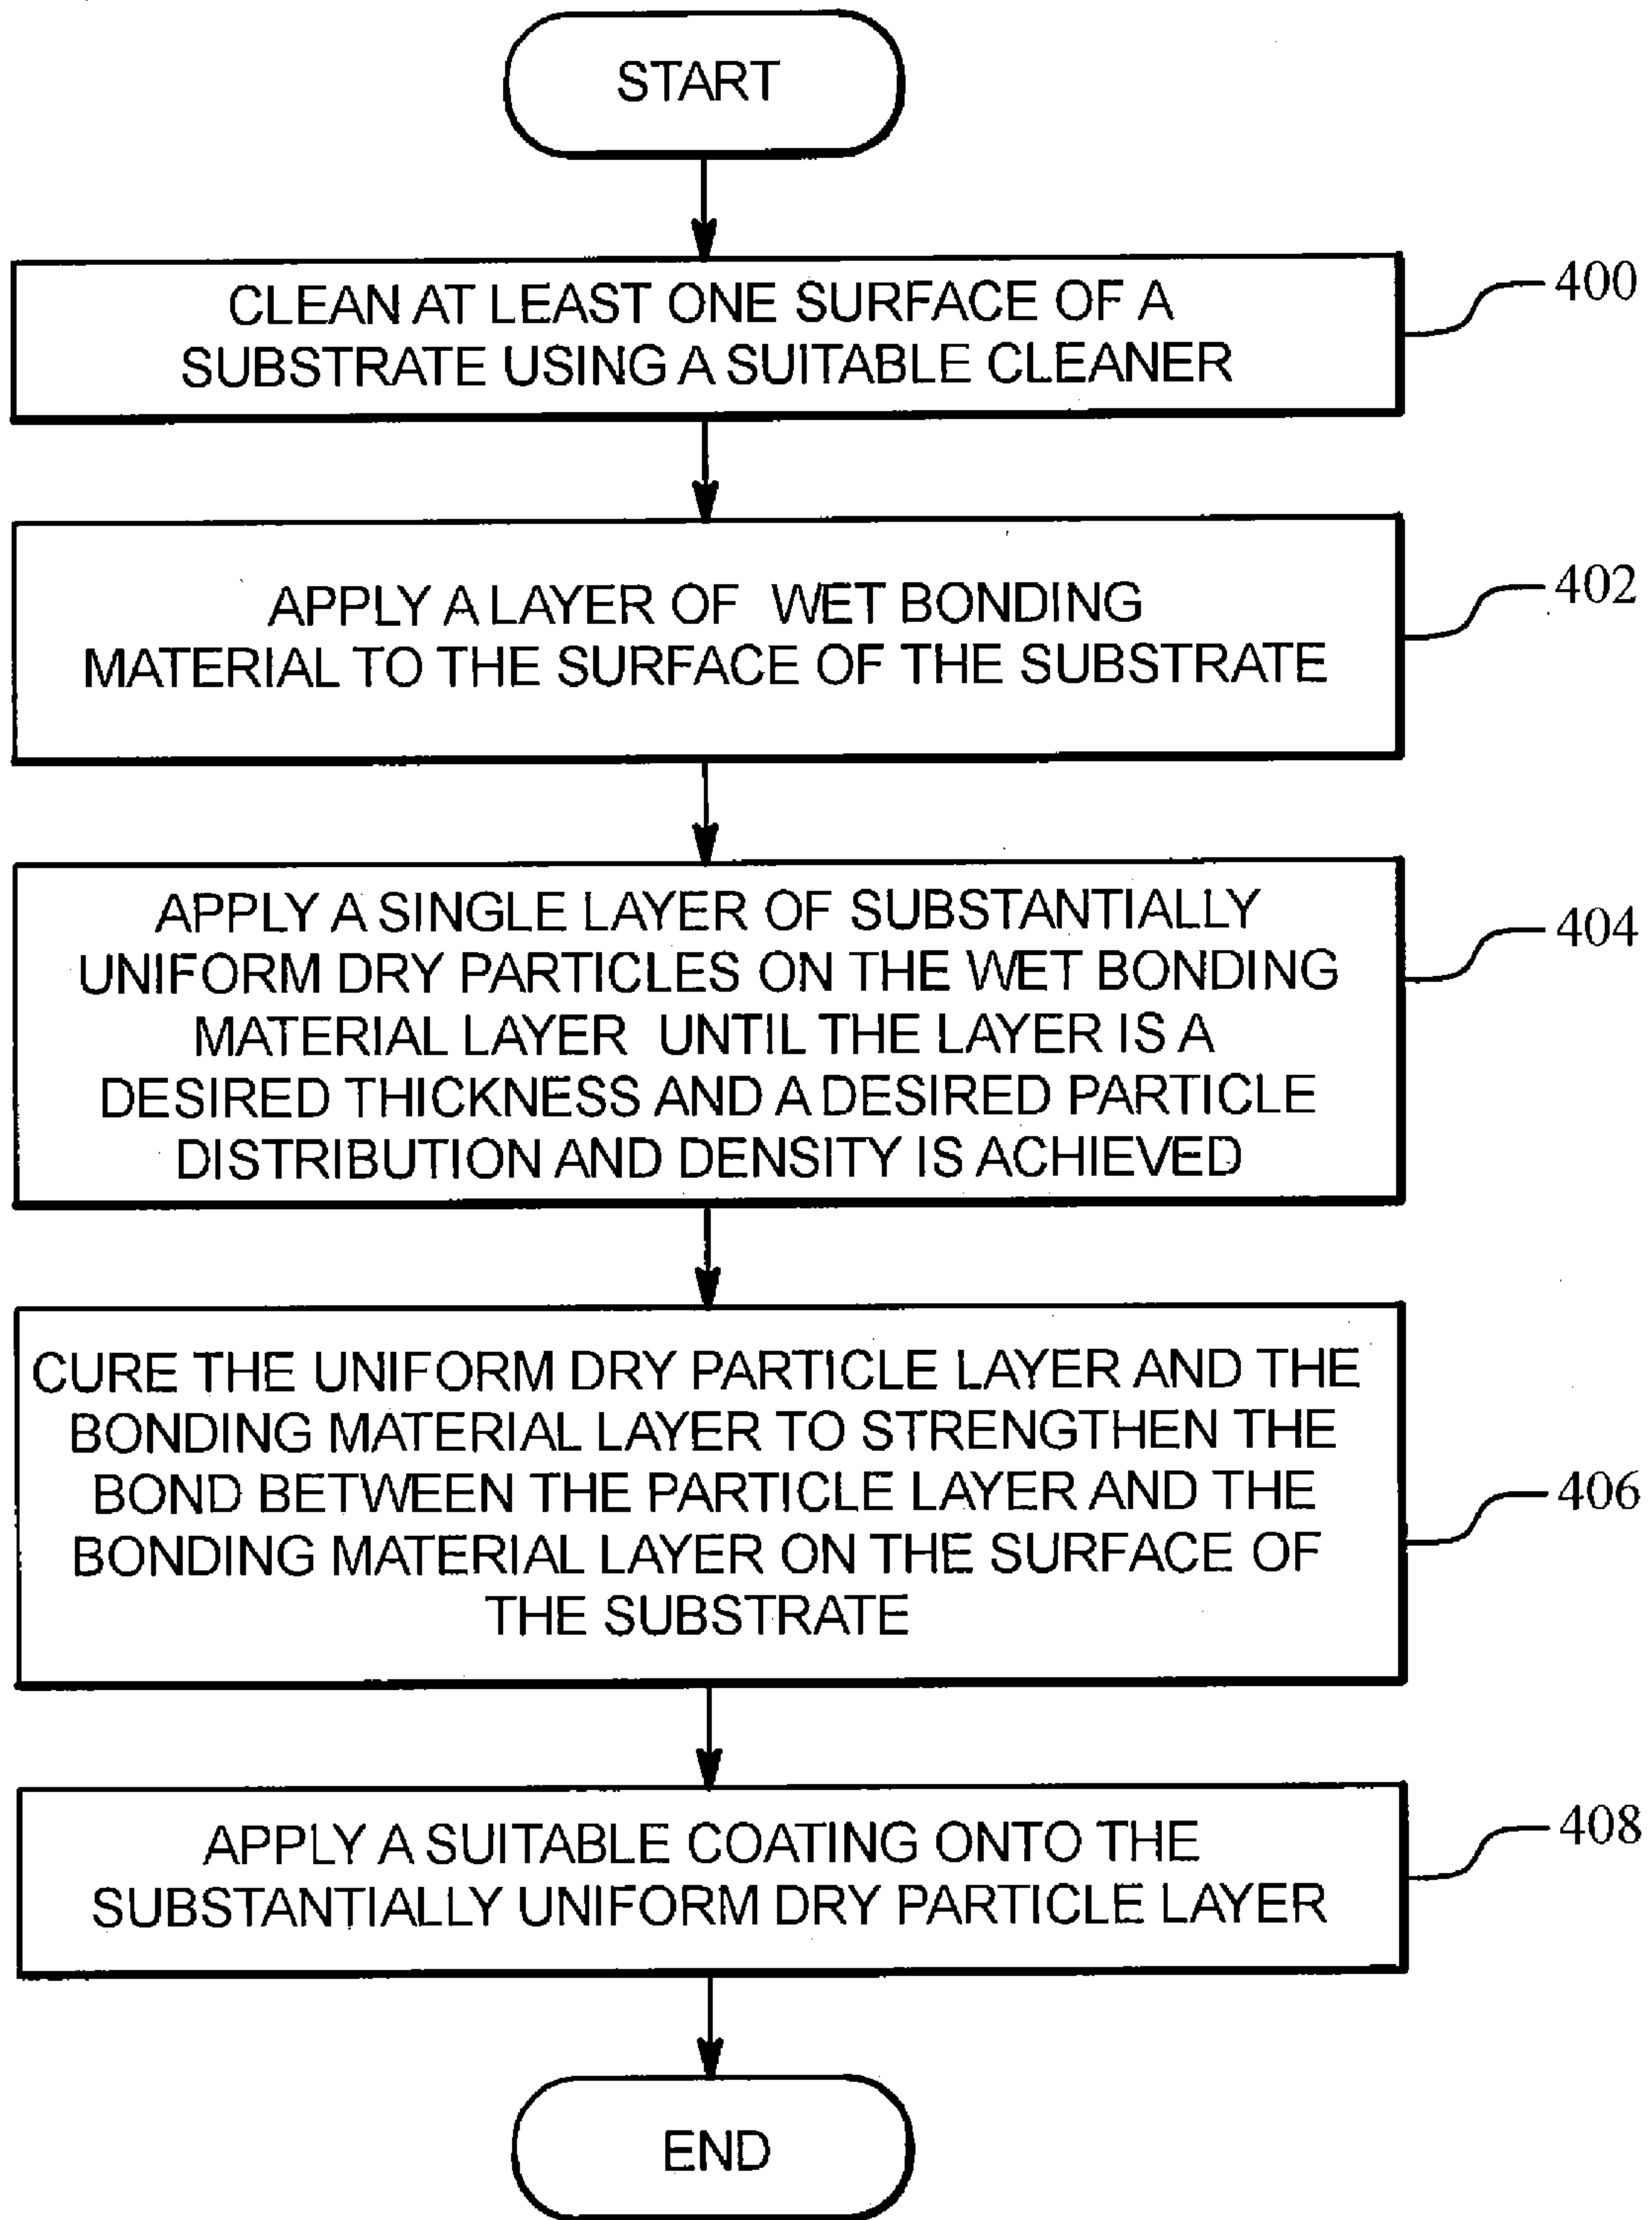 START
CLEAN AT LEAST ONE SURFACE OF A
SUBSTRATE USING A SUITABLE CLEANER
400
APPLY A LAYER OF WET BONDING
MATERIAL TO THE SURFACE OF THE SUBSTRATE
402
APPLY A SINGLE LAYER OF SUBSTANTIALLY
UNIFORM DRY PARTICLES ON THE WET BONDING
MATERIAL LAYER UNTIL THE LAYER IS A
DESIRED THICKNESS AND A DESIRED PARTICLE
DISTRIBUTION AND DENSITY IS ACHIEVED
404
CURE THE UNIFORM DRY PARTICLE LAYER AND THE
BONDING MATERIAL LAYER TO STRENGTHEN THE
BOND BETWEEN THE PARTICLE LAYER AND THE
BONDING MATERIAL LAYER ON THE SURFACE OF
THE SUBSTRATE
406
APPLY A SUITABLE COATING ONTO THE
SUBSTANTIALLY UNIFORM DRY PARTICLE LAYER
408
END